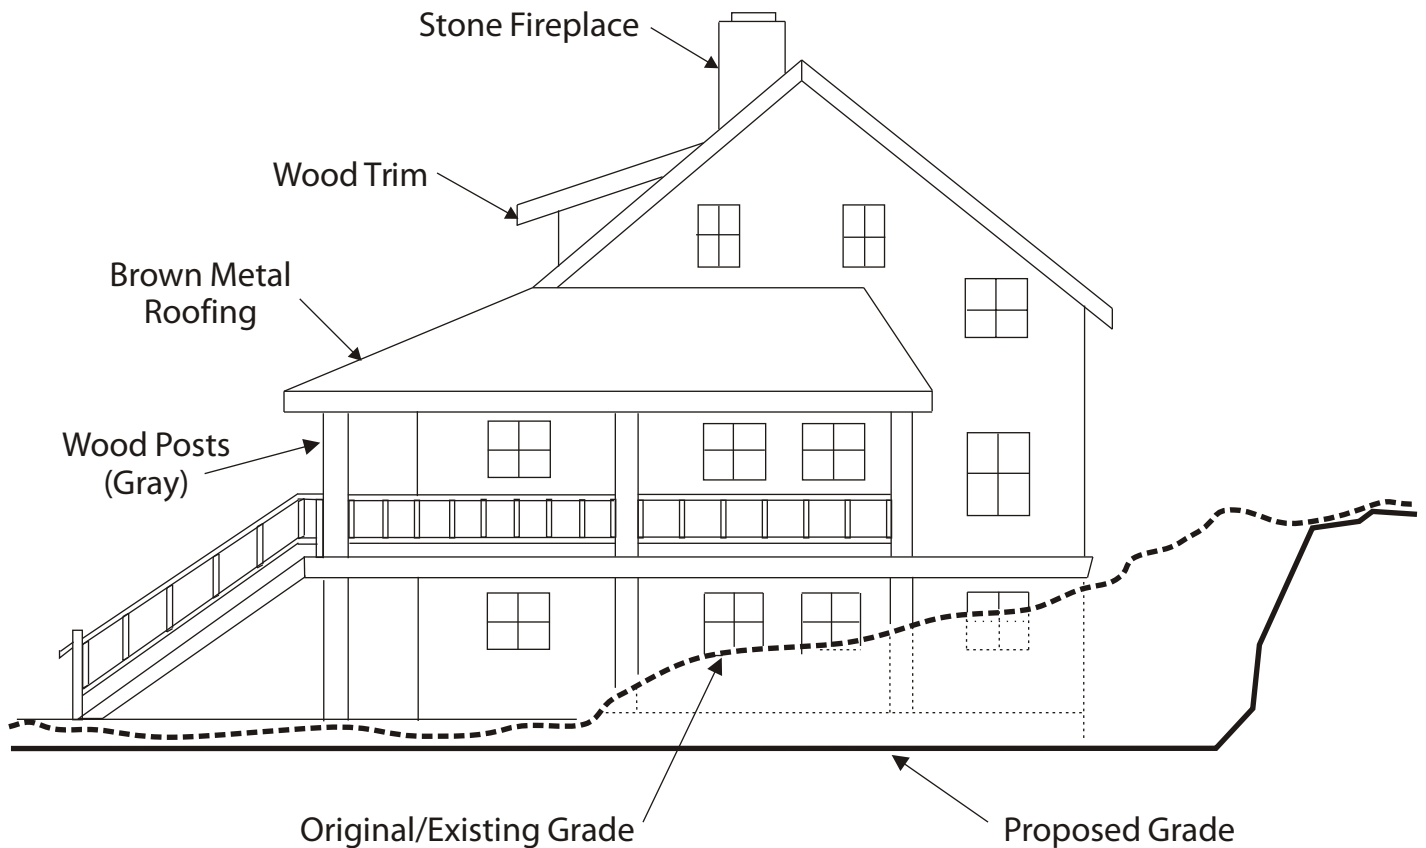 Stone Fireplace
Wood Trim
Brown Metal
Roofing
Wood Posts
(Gray)
Original/Existing Grade
Proposed Grade